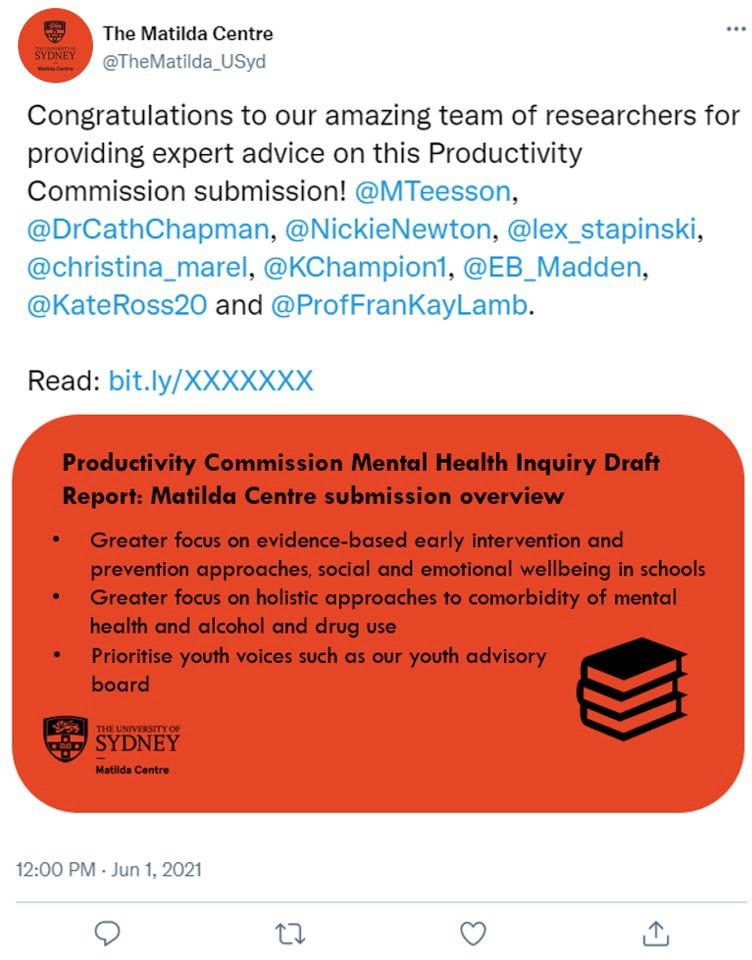 The Matilda Centre
@TheMatilda_USyd
THE UNIVERSITY OF
SYDNEY
Matilda Centre
Congratulations to our amazing team of researchers for
providing expert advice on this Productivity
Commission submission! @MTeesson,
@DrCathChapman, @NickieNewton, @lex_stapinski,
@christina_marel, @KChampion1, @EB_Madden,
@KateRoss20 and @ProfFranKayLamb.
Read: bit.ly/XXXXXXX
Productivity Commission Mental Health Inquiry Draft
Report: Matilda Centre submission overview
• Greater focus on evidence-based early intervention and
prevention approaches, social and emotional wellbeing in schools
• Greater focus on holistic approaches to comorbidity of mental
health and alcohol and drug use
• Prioritise youth voices such as our youth advisory
board
THE UNIVERSITY OF
SYDNEY
Matilda Centre
12:00 PM · Jun 1, 2021